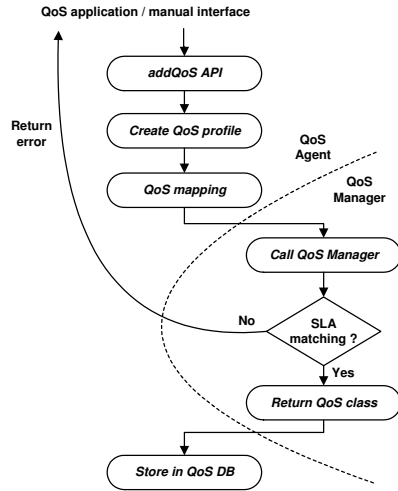 QoS application / manual interface
addQoS API
Create QoS profile
QoS mapping
Return
error
QoS
Agent
QoS
Manager
Call QoS Manager
No
SLA
matching ?
Yes
Return QoS class
Store in QoS DB